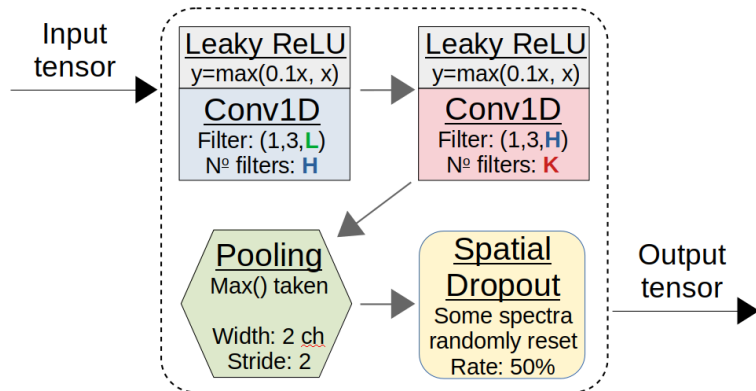 Input
tensor
Leaky ReLU
y=max(0.1x, x)
Conv1D
Filter: (1,3,L)
Nº filters: H
Leaky ReLU
y=max(0.1x, x)
Conv1D
Filter: (1,3,H)
Nº filters: K
Pooling
Max() taken
Width: 2 ch
Stride: 2
Spatial
Dropout
Some spectra
randomly reset
Rate: 50%
Output
tensor